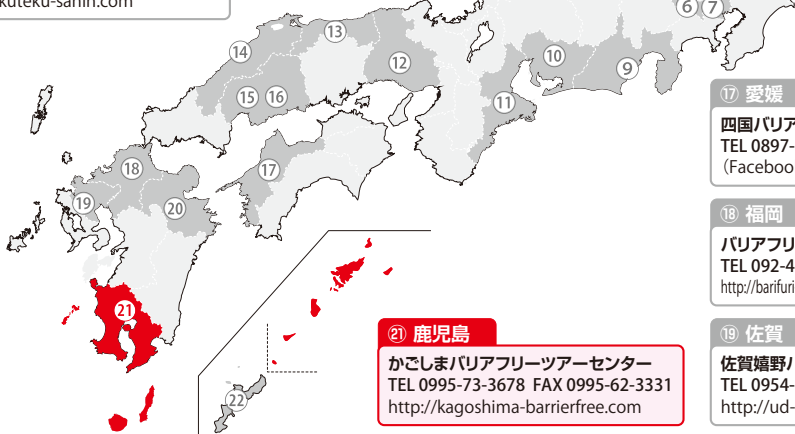 kuteku-sanin.com
⑥ ⑦
⑬
⑭
⑫
⑩
⑨
⑮ ⑯
⑪
⑰
⑱
⑲
⑳
㉑
㉒
㉑ 鹿児島
かごしまバリアフリーツアーセンター
TEL 0995-73-3678 FAX 0995-62-3331
http://kagoshima-barrierfree.com
⑰ 愛媛
四国バリア
TEL 0897-
（Faceboo
⑱ 福岡
バリアフリ
TEL 092-4
http://barifuri
⑲ 佐賀
佐賀嬉野バ
TEL 0954-
http://ud-